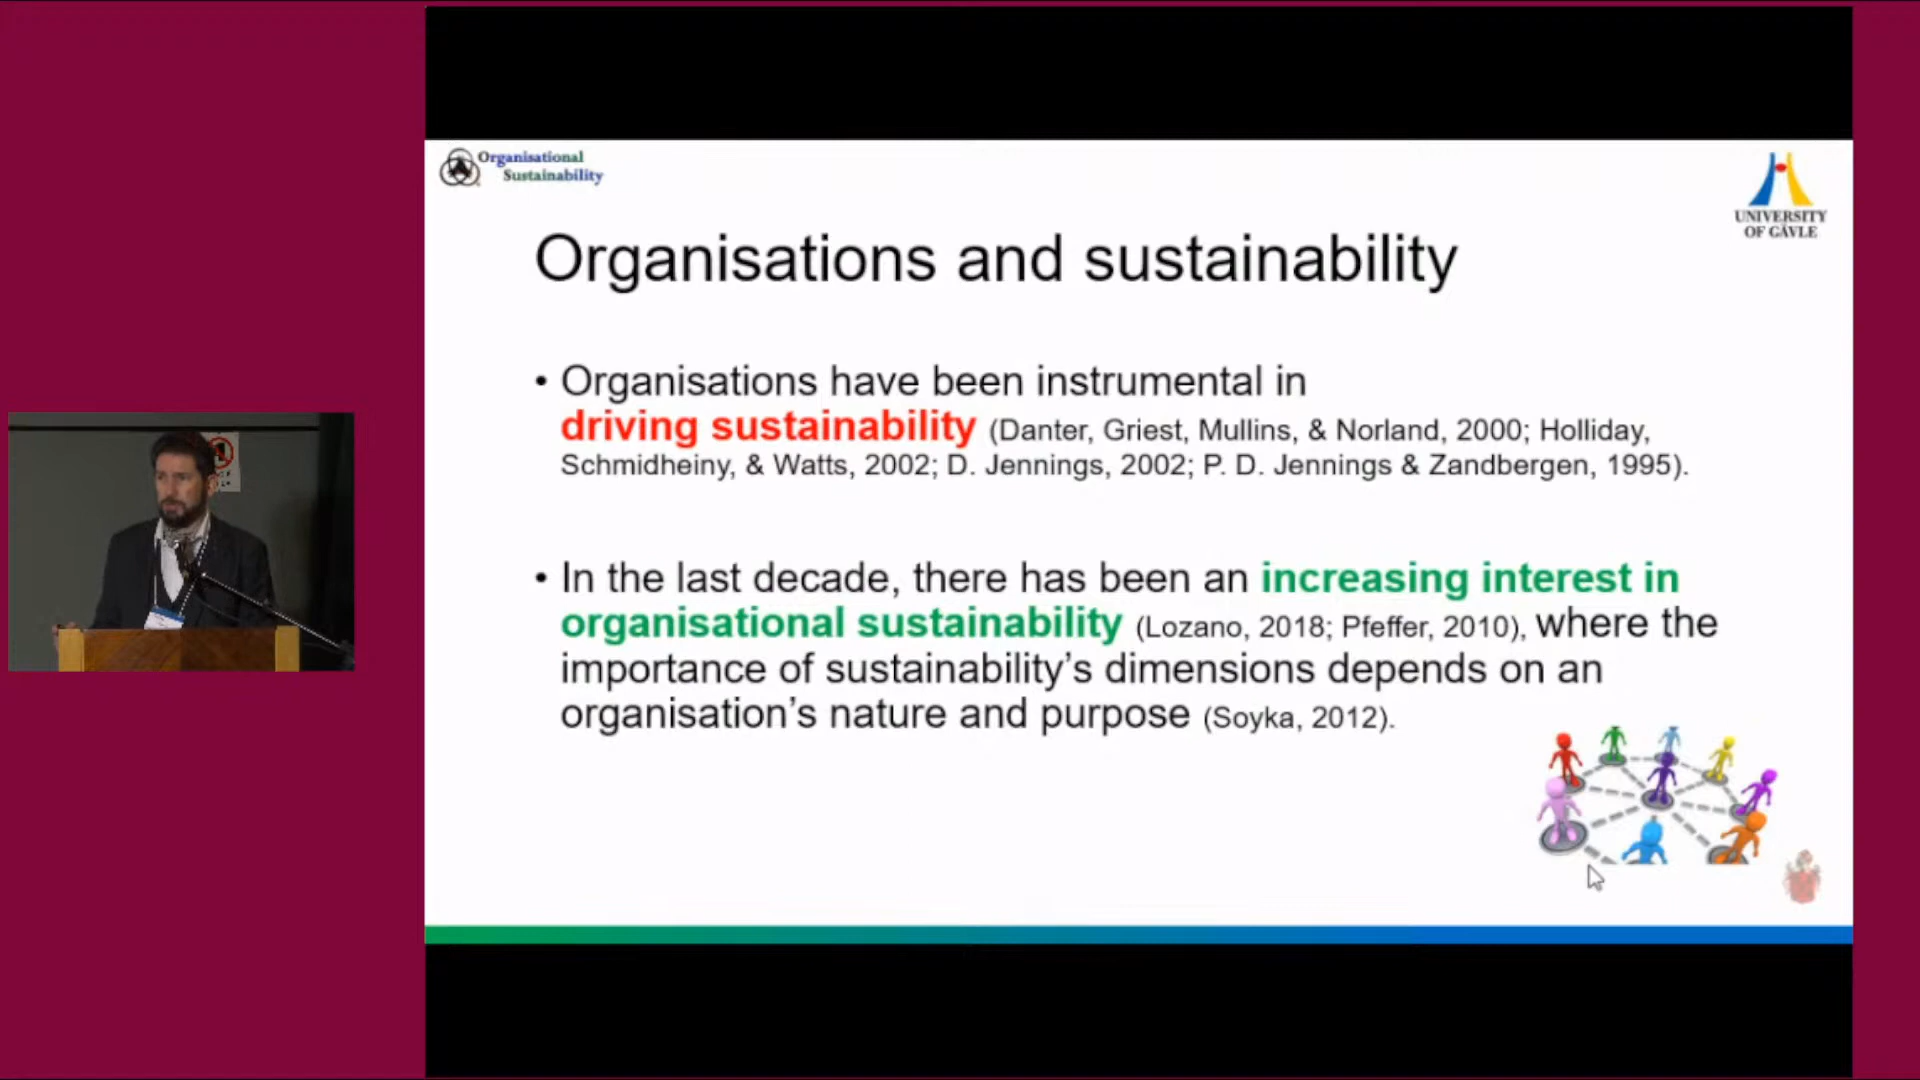 Organisational
Sustainability
UNIVERSITY
OF GÄVLE
Organisations and sustainability
• Organisations have been instrumental in
driving sustainability (Danter, Griest, Mullins, & Norland, 2000; Holliday,
Schmidheiny, & Watts, 2002; D. Jennings, 2002; P. D. Jennings & Zandbergen, 1995).
• In the last decade, there has been an increasing interest in
organisational sustainability (Lozano, 2018; Pfeffer, 2010), where the
importance of sustainability’s dimensions depends on an
organisation’s nature and purpose (Soyka, 2012).